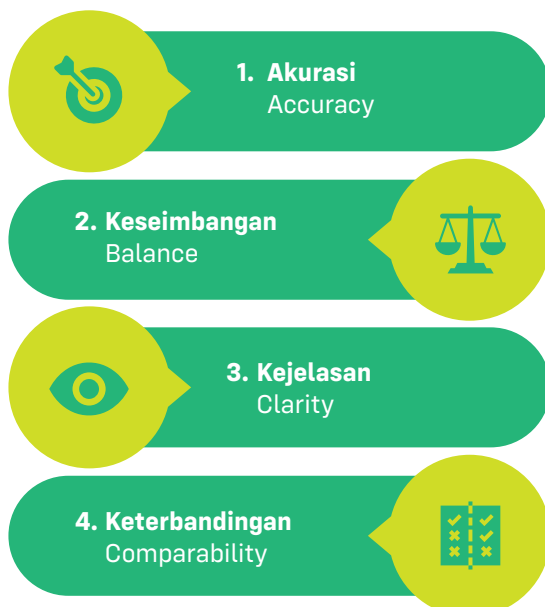 1. Akurasi
Accuracy
2. Keseimbangan
Balance
3. Kejelasan
Clarity
4. Keterbandingan
Comparability